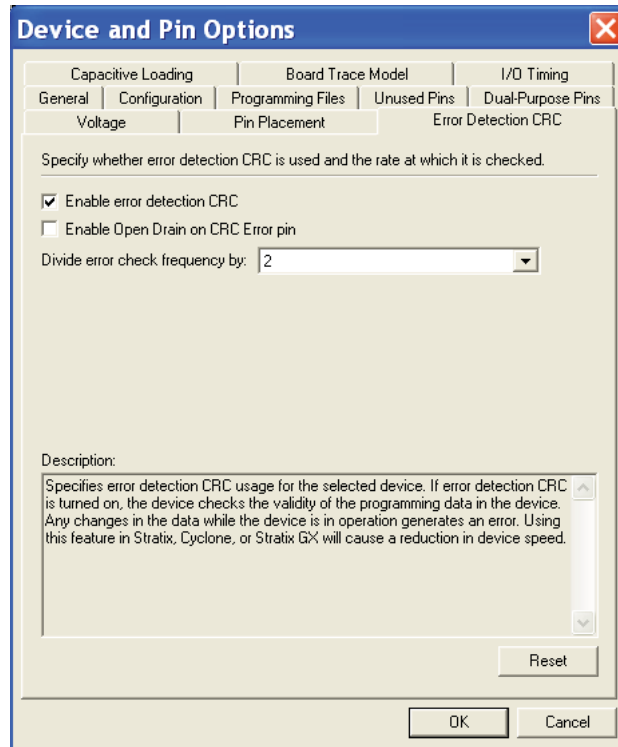 Device and Pin Options
Capacitive Loading Board Trace Model I/O Timing
General Configuration Programming Files Unused Pins Dual-Purpose Pins
Voltage Pin Placement Error Detection CRC
Specify whether error detection CRC is used and the rate at which it is checked.
Enable error detection CRC
Enable Open Drain on CRC Error pin
Divide error check frequency by: 2
Description:
Specifies error detection CRC usage for the selected device. If error detection CRC
is turned on, the device checks the validity of the programming data in the device.
Any changes in the data while the device is in operation generates an error. Using
this feature in Stratix, Cyclone, or Stratix GX will cause a reduction in device speed.
Reset
OK Cancel